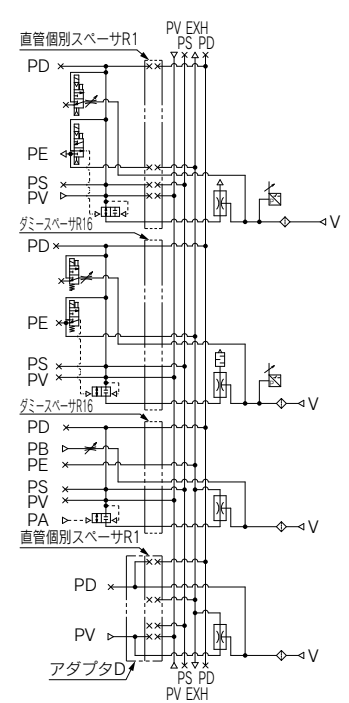 直管個別スペーサR1
PV EXH
PS PD
PD
PE
PS
PV
V
ダミースペーサR16
PD
PE
PS
PV
V
ダミースペーサR16
PD
PB
PE
PS
PV
PA
V
直管個別スペーサR1
PD
PV
V
アダプタD
PS PD
PV EXH